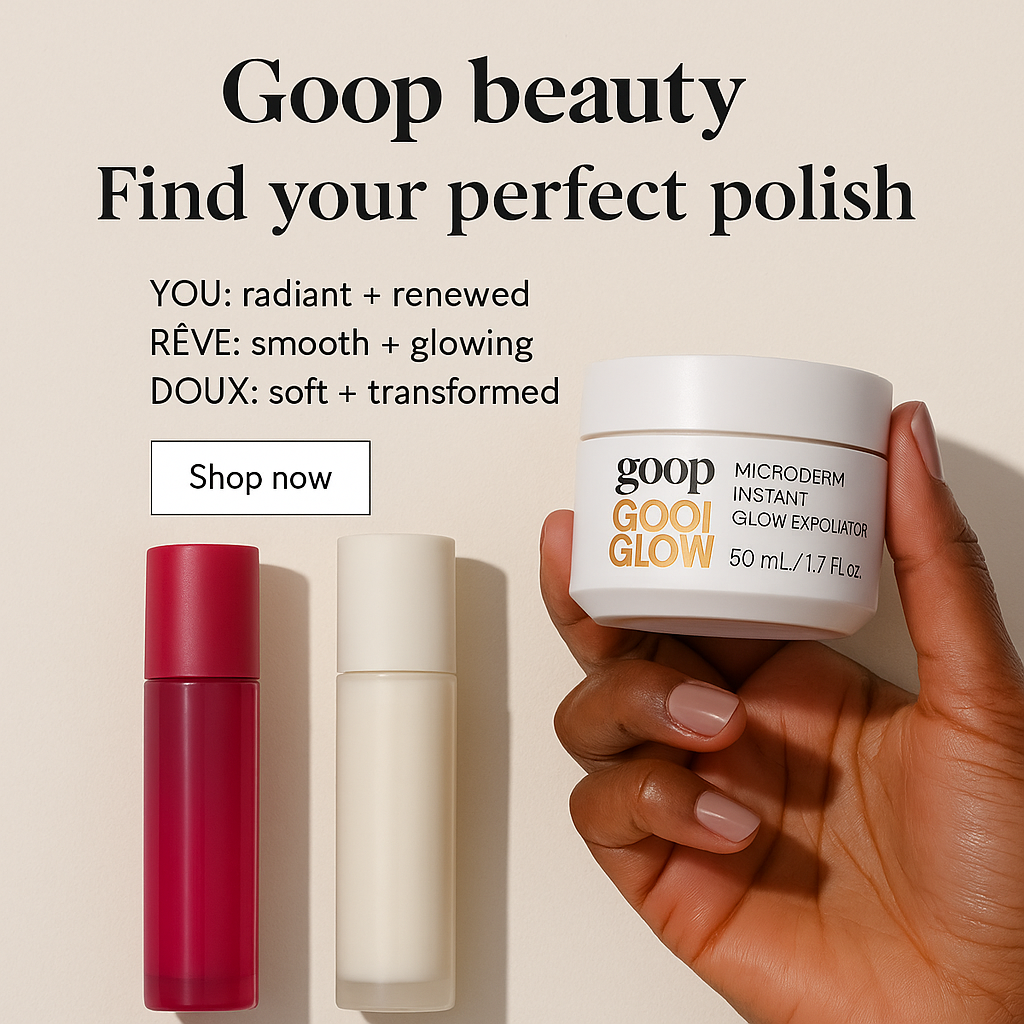 Goop beauty
Find your perfect polish
YOU: radiant + renewed
RÊVE: smooth + glowing
DOUX: soft + transformed
Shop now
goop
GOOI
GLOW
MICRODERM
INSTANT
GLOW EXPOLIATOR
50 mL./1.7 FL oz.